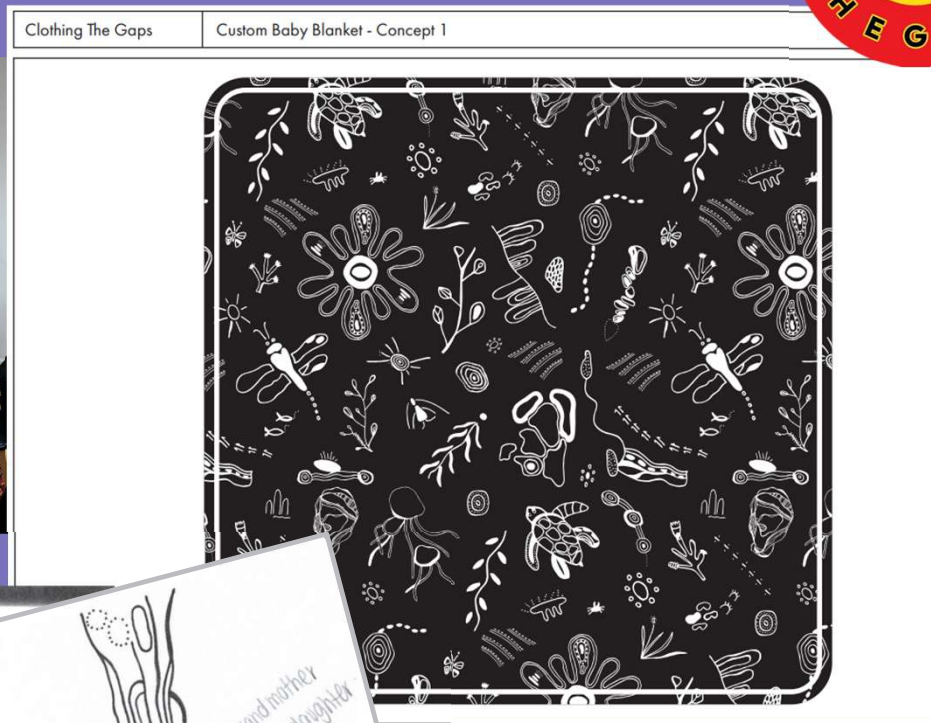 Clothing The Gaps
Custom Baby Blanket - Concept 1
H E G
and mother
daughter